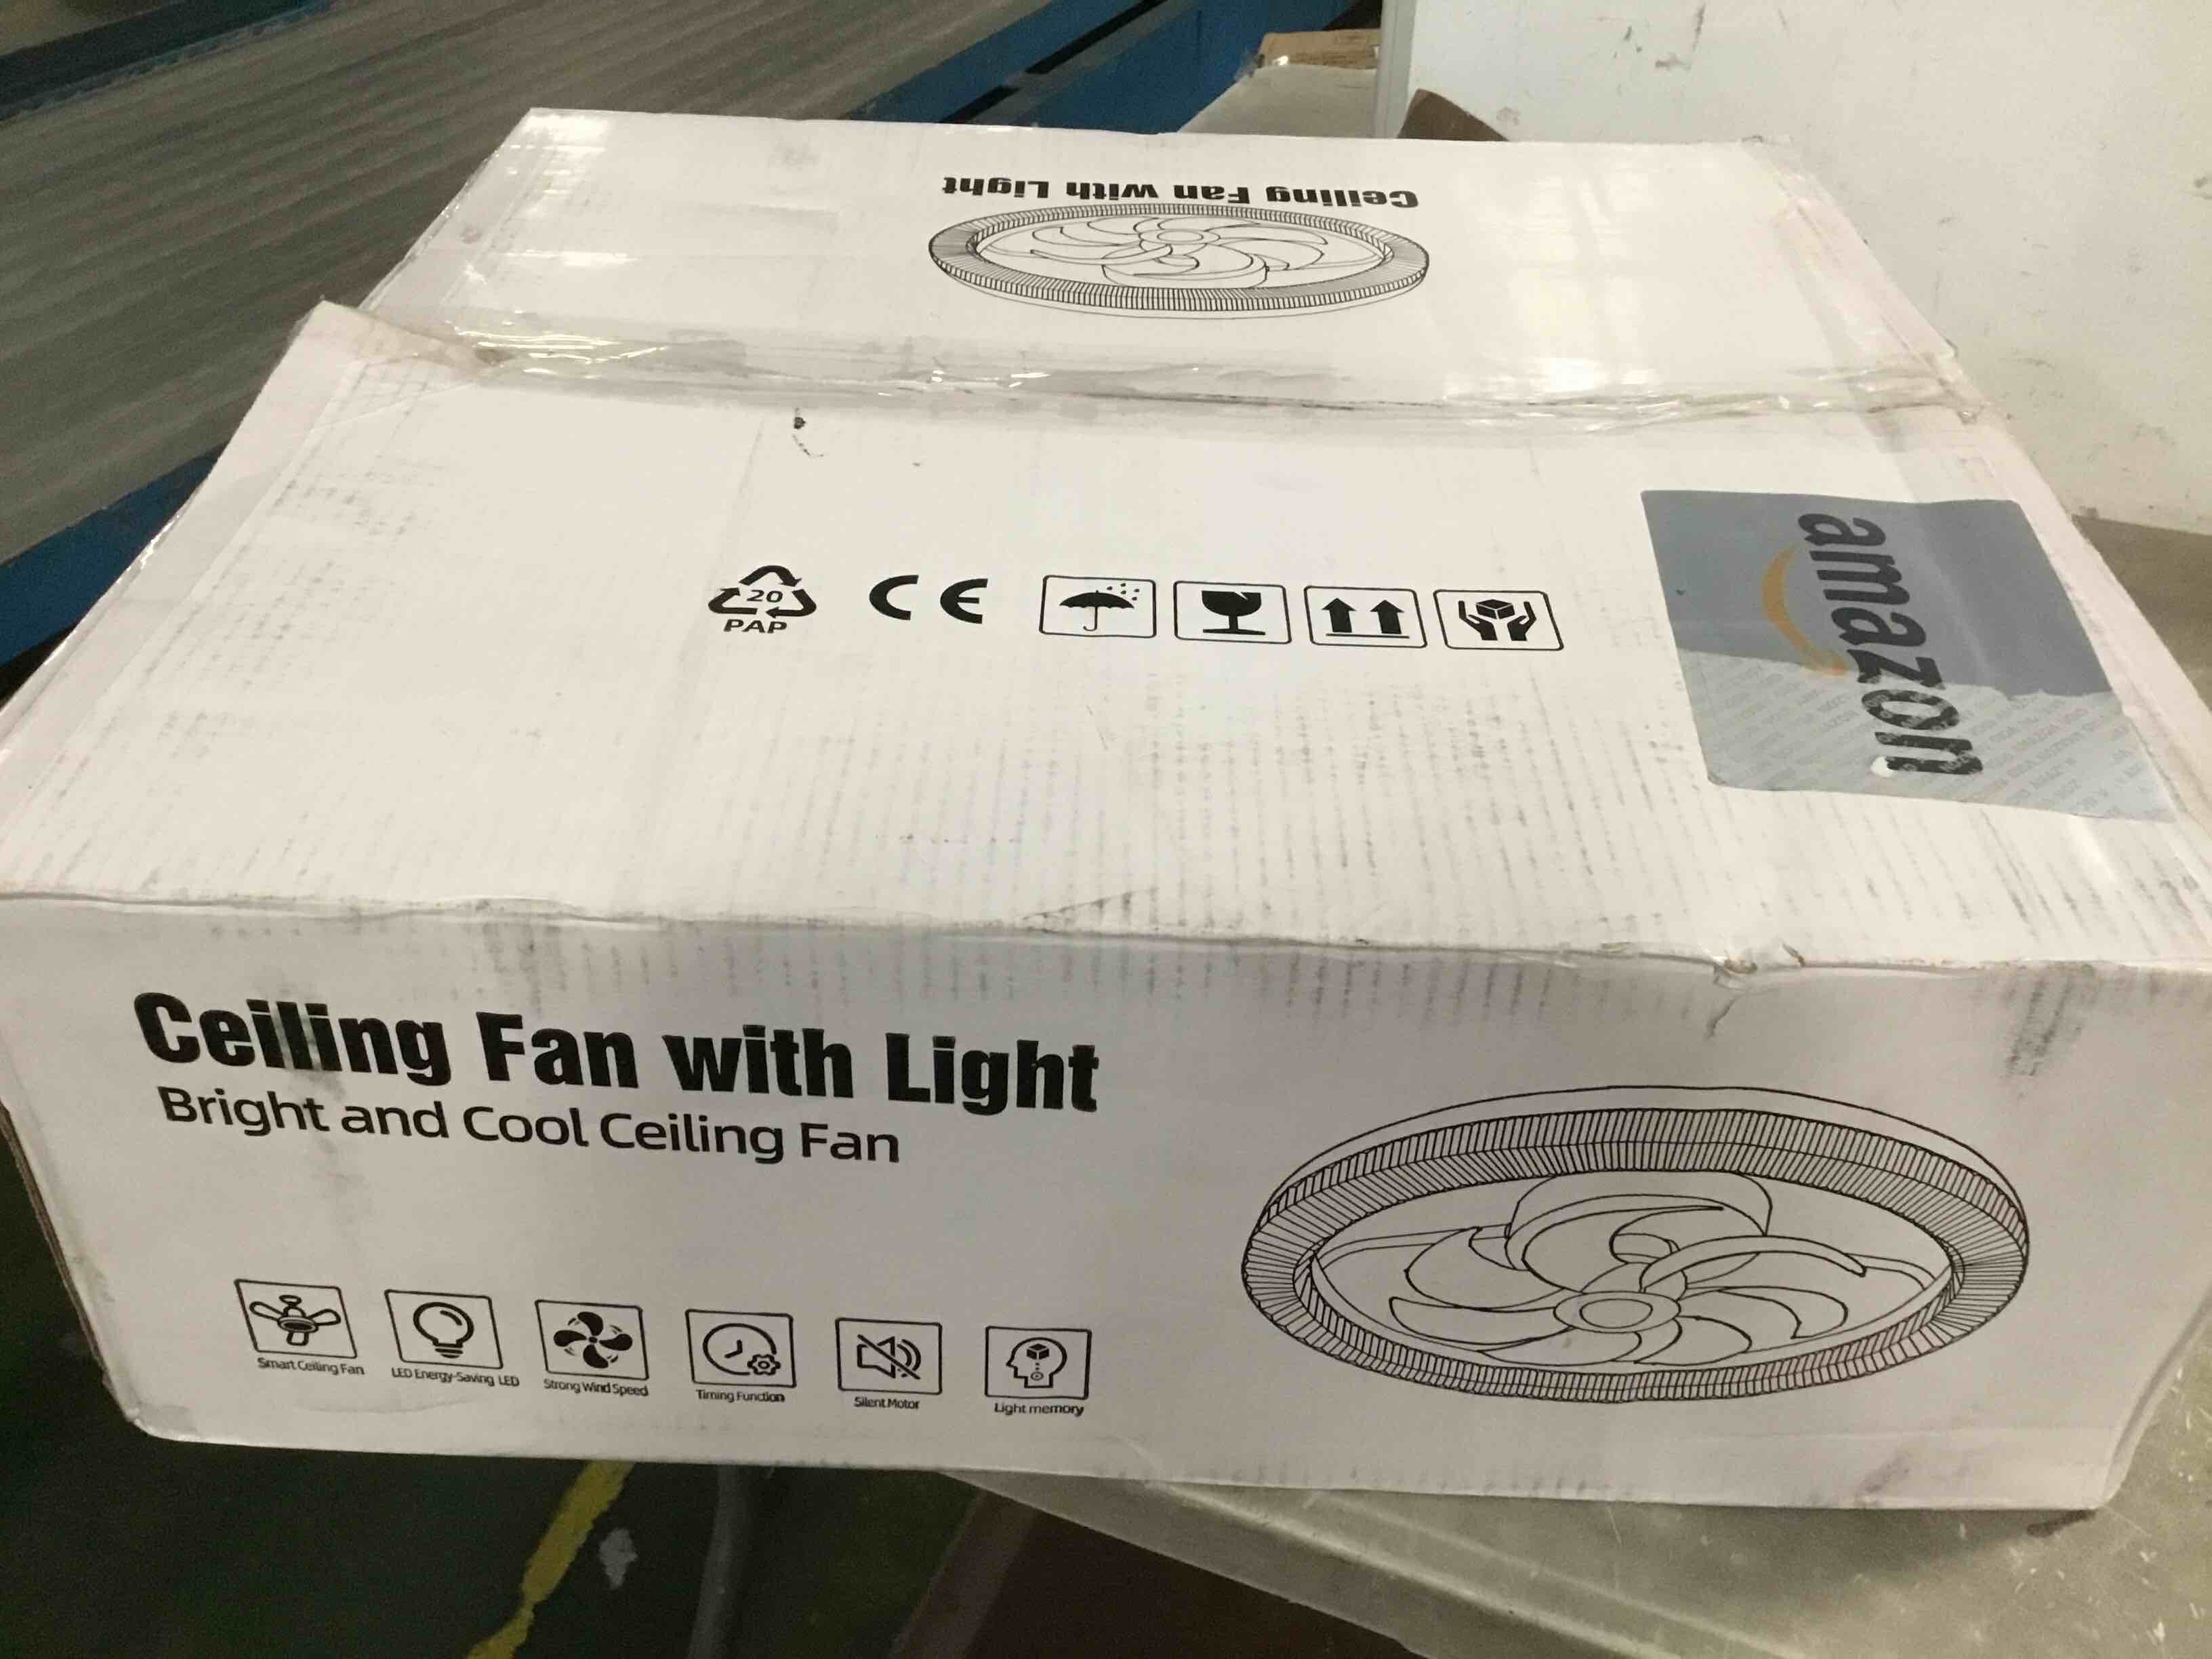 Ceiling Fan with Light
20
PAP
CE
amazon
Ceiling Fan with Light
Bright and Cool Ceiling Fan
Smart Ceiling Fan
LED Energy-Saving LED
Strong Wind Speed
Timing Function
Silent Motor
Light memory